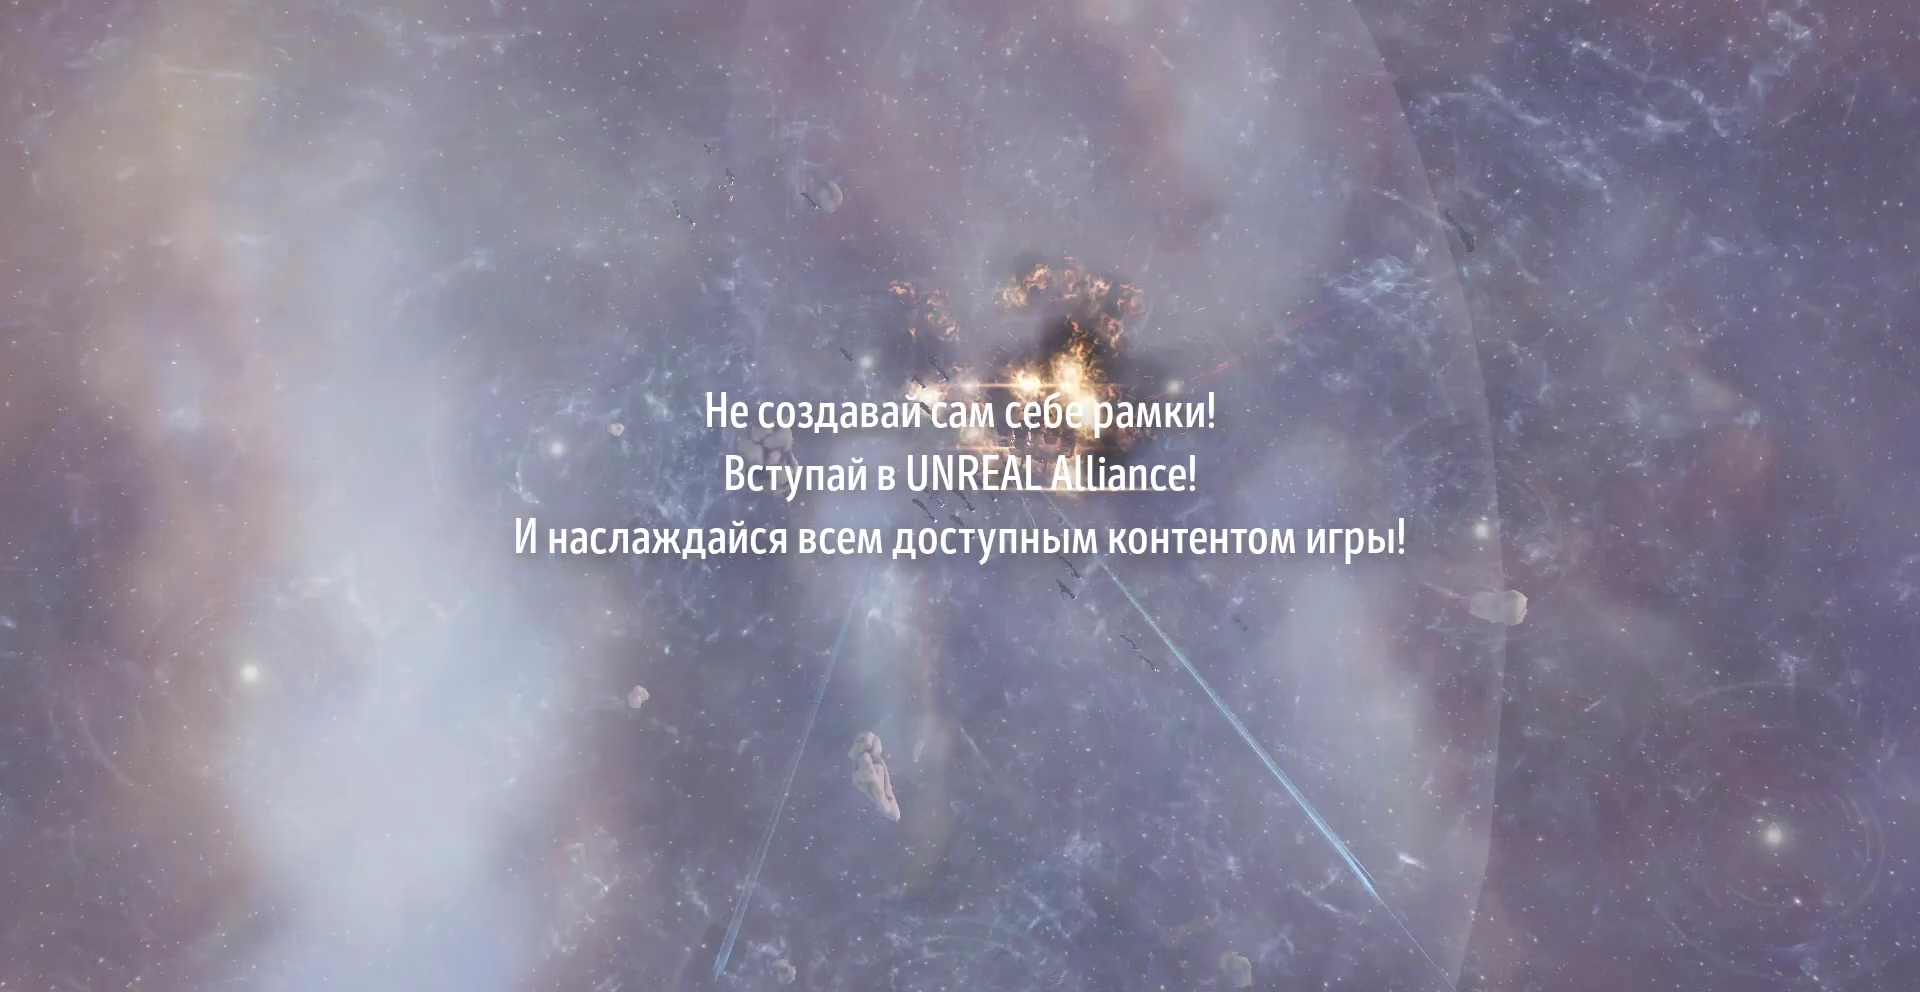 Не создавай сам себе рамки!
Вступай в UNREAL Alliance!
И наслаждайся всем доступным контентом игры!